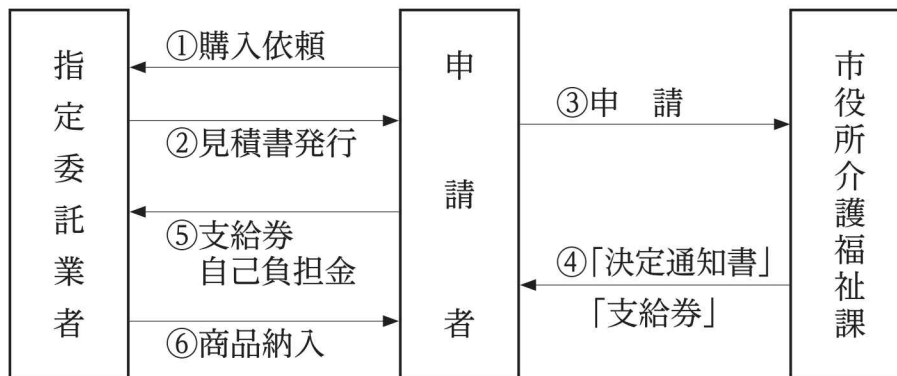 指定委託業者
①購入依頼
②見積書発行
⑤支給券
自己負担金
⑥商品納入
申請者
③申　請
④「決定通知書」
「支給券」
市役所介護福祉課